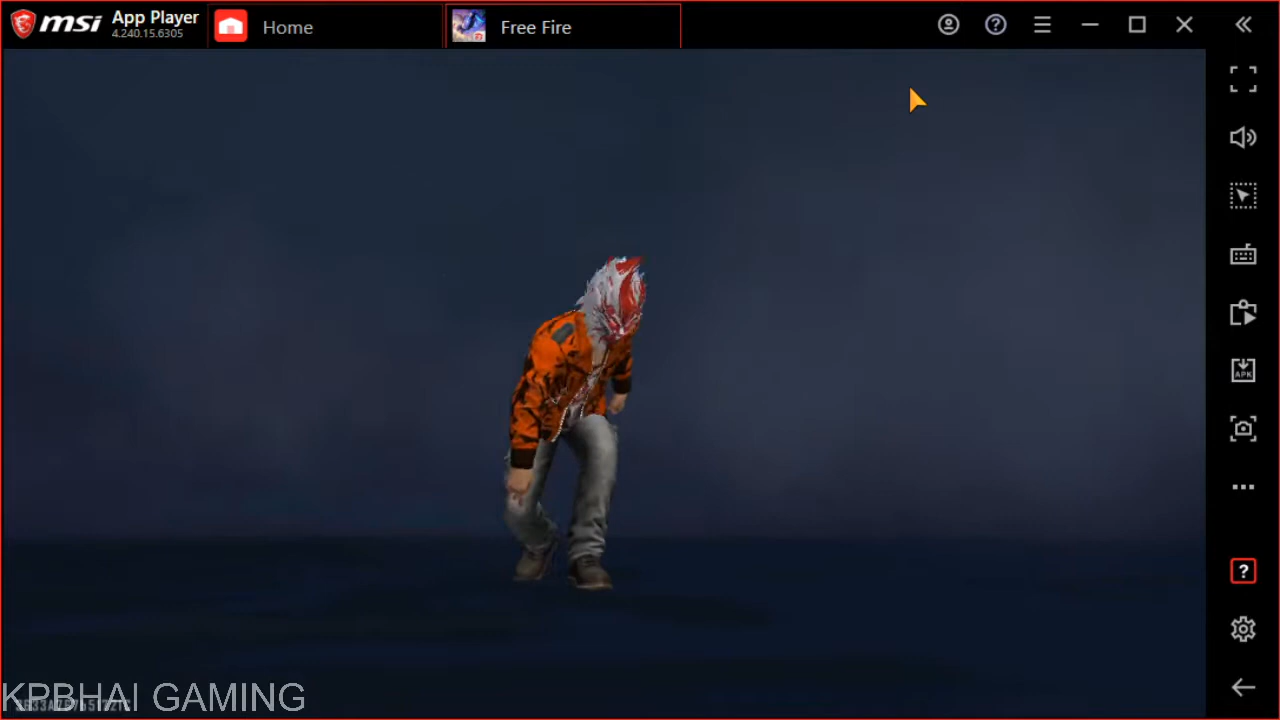 msi App Player
4.240.15.6305
Home
Free Fire
APK
KPBHAI GAMING